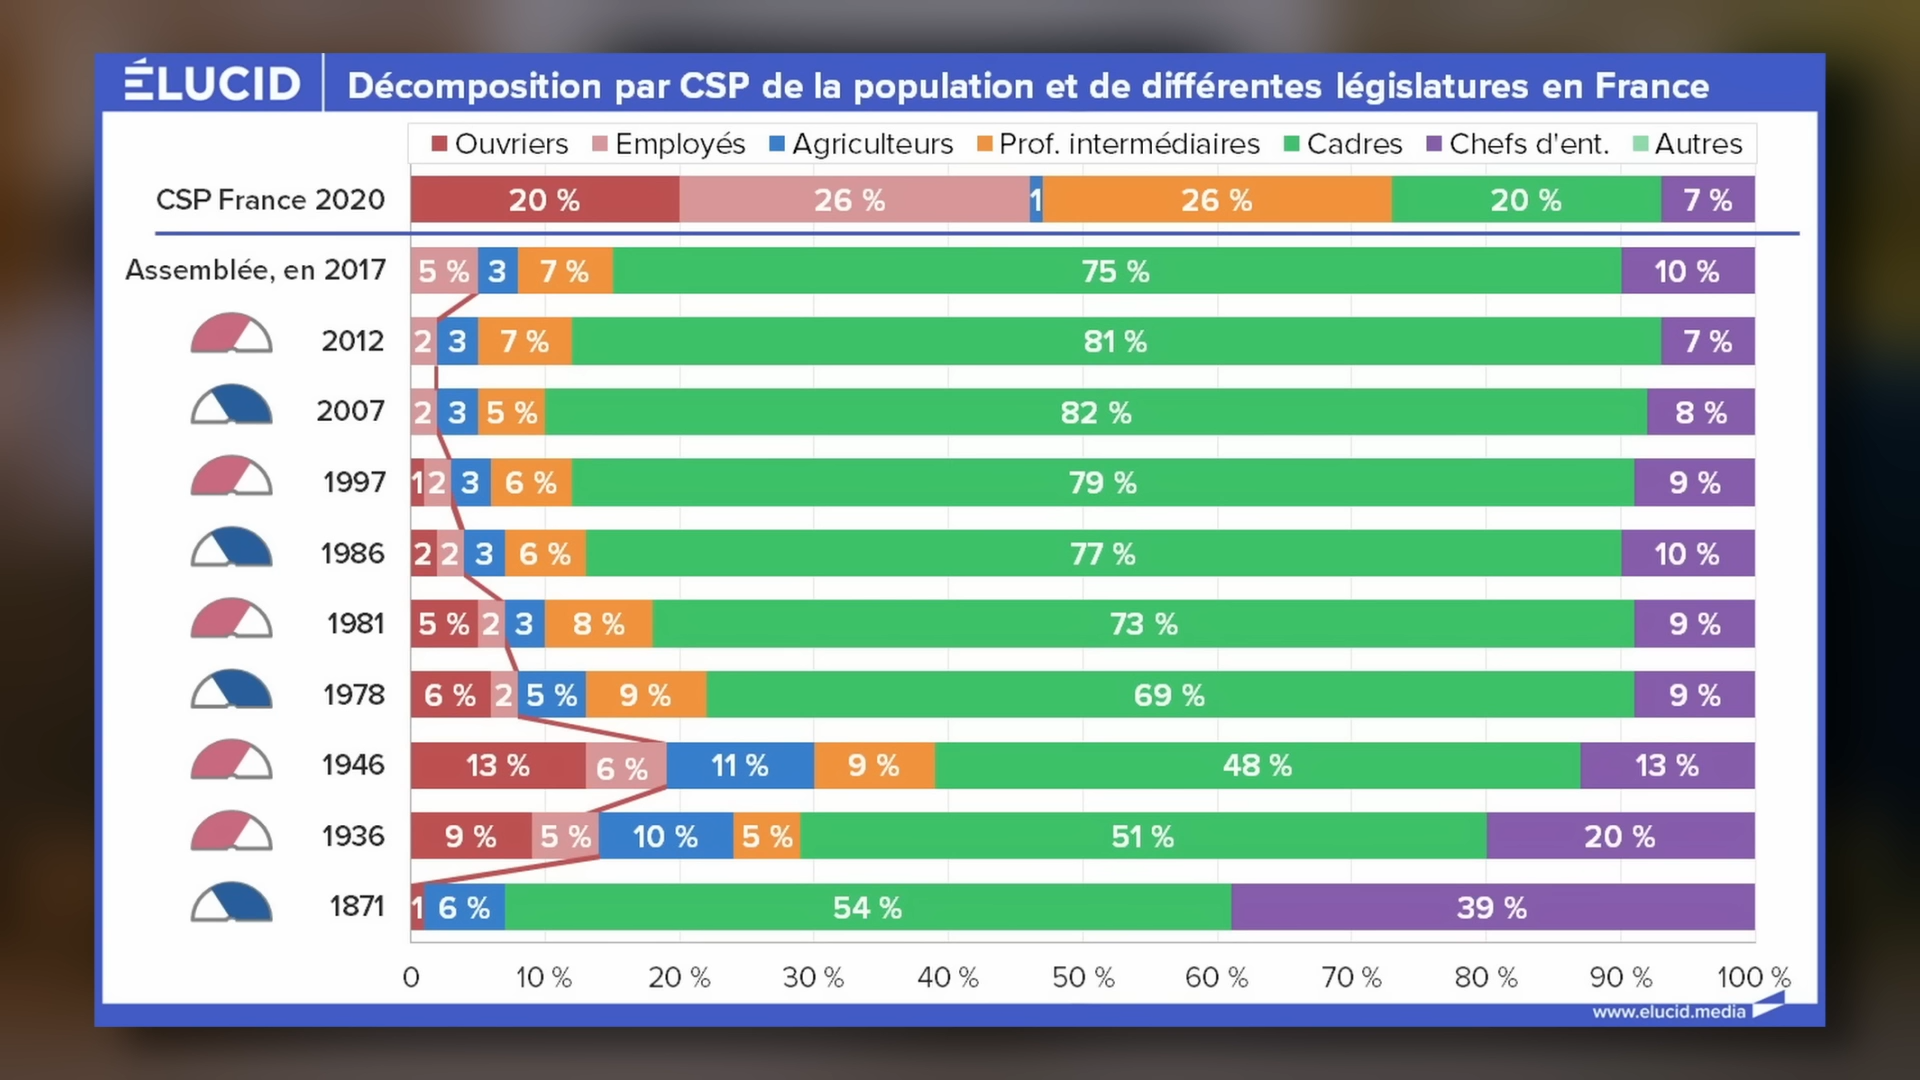 ÉLUCID
Décomposition par CSP de la population et de différentes législatures en France
Ouvriers Employés Agriculteurs Prof. intermédiaires Cadres Chefs d'ent. Autres
CSP France 2020 20 % 26 % 1 26 % 20 % 7 %
Assemblée, en 2017 5 % 3 7 % 75 % 10 %
2012 2 3 7 % 81 % 7 %
2007 2 3 5 % 82 % 8 %
1997 1 2 3 6 % 79 % 9 %
1986 2 2 3 6 % 77 % 10 %
1981 5 % 2 3 8 % 73 % 9 %
1978 6 % 2 5 % 9 % 69 % 9 %
1946 13 % 6 % 11 % 9 % 48 % 13 %
1936 9 % 5 % 10 % 5 % 51 % 20 %
1871 1 6 % 54 % 39 %
0 10 % 20 % 30 % 40 % 50 % 60 % 70 % 80 % 90 % 100 %
www.elucid.media